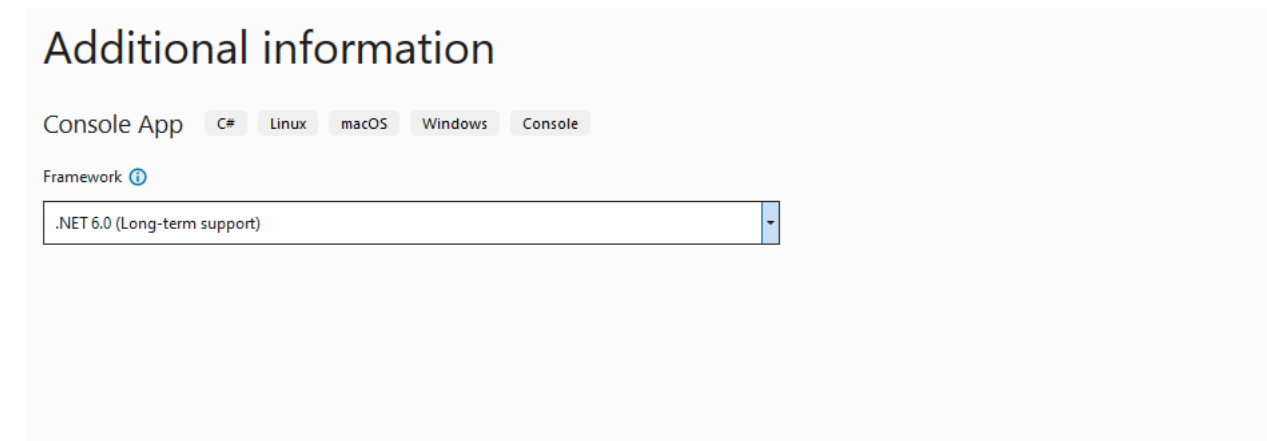 Additional information
Console App C# Linux macOS Windows Console
Framework
.NET 6.0 (Long-term support)